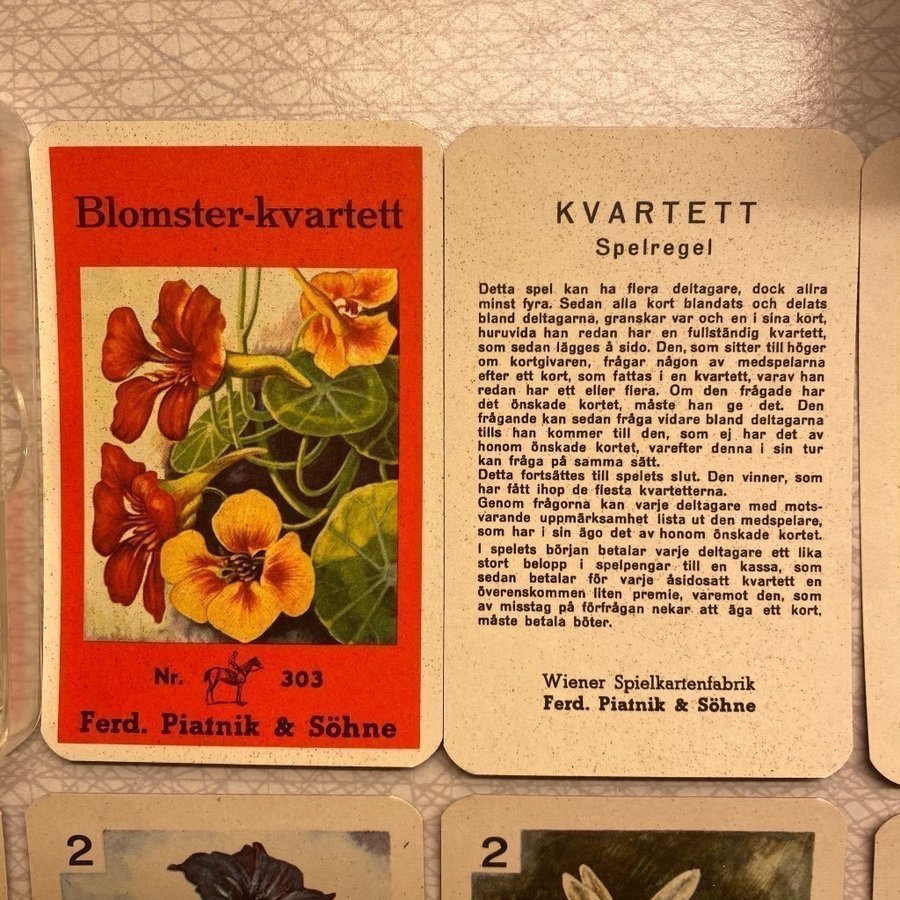 Blomster-kvartett
Nr. 303
Ferd. Piatnik & Söhne
KVARTETT
Spelregel
Detta spel kan ha flera deltagare, dock allra
minst fyra. Sedan alla kort blandats och delats
bland deltagarna, granskar var och en i sina kort,
huruvida han redan har en fullständig kvartett,
som sedan lägges å sido. Den, som sitter till höger
om kortgivaren, frågar någon av medspelarna
efter ett kort, som fattas i en kvartett, varav han
redan har ett eller flera. Om den frågade har
det önskade kortet, måste han ge det. Den
frågande kan sedan fråga vidare bland deltagarna
tills han kommer till den, som ej har det av
honom önskade kortet, varefter denna i sin tur
kan fråga på samma sätt.
Detta fortsättes till spelets slut. Den vinner, som
har fått ihop de flesta kvartetterna.
Genom frågorna kan varje deltagare med mots-
varande uppmärksamhet lista ut den medspelare,
som har i sin ägo det av honom önskade kortet.
I spelets början betalar varje deltagare ett lika
stort belopp i spelpengar till en kassa, som
sedan betalar för varje åsidosatt kvartett en
överenskommen liten premie, varemot den, som
av misstag på förfrågan nekar att äga ett kort,
måste betala böter.
Wiener Spielkartenfabrik
Ferd. Piatnik & Söhne
2
2